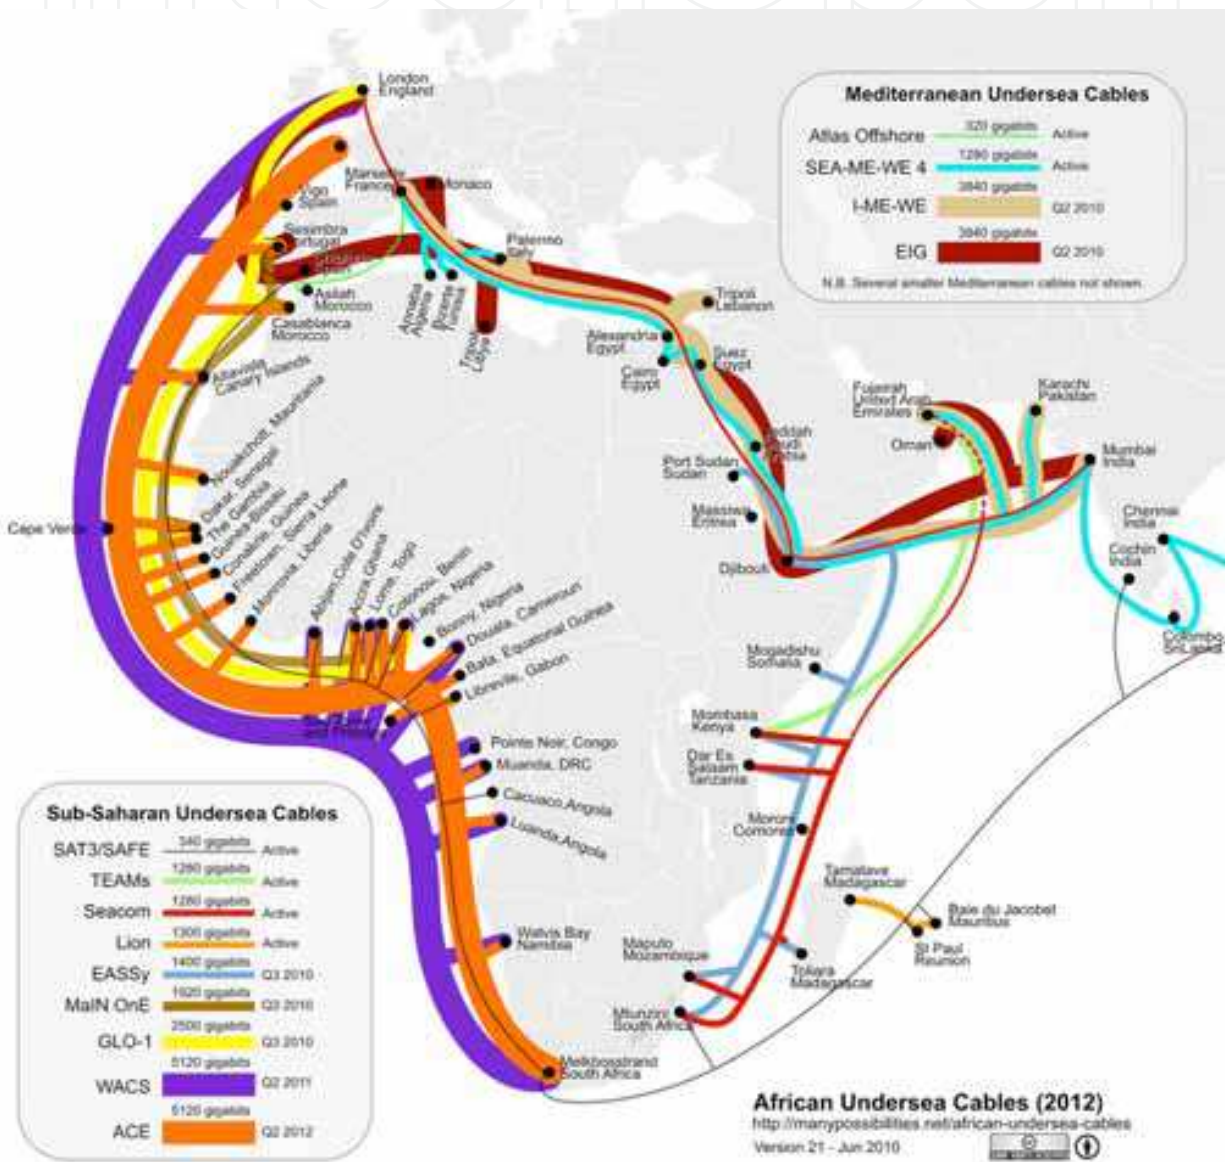 London
England
Mediterranean Undersea Cables
Atlas Offshore
320 gigabits
Active
SEA-ME-WE 4
1280 gigabits
Active
I-ME-WE
3840 gigabits
Q2 2010
EIG
3840 gigabits
Q2 2010
N.B. Several smaller Mediterranean cables not shown
Marseille
France
Monaco
Vigo
Spain
Sesimbra
Portugal
Spain
Asilah
Morocco
Casablanca
Morocco
Annaba
Algeria
Tunisia
Palermo
Italy
Tripoli
Libya
Tripoli
Lebanon
Alexandria
Egypt
Cairo
Egypt
Suez
Egypt
Altavista
Canary Islands
Nouakchott, Mauritania
Dakar, Senegal
The Gambia
Guinea-Bissau
Conakrie, Guinea
Freetown, Sierra Leone
Monrovia, Liberia
Cape Verde
Abijan, Cote D'Ivoire
Accra, Ghana
Lome, Togo
Cotonou, Benin
Lagos, Nigeria
Bonny, Nigeria
Douala, Cameroun
Bata, Equatorial Guinea
Libreville, Gabon
Pointe Noir, Congo
Muanda, DRC
Cacuaco, Angola
Luanda, Angola
Walvis Bay
Namibia
Melkbosstrand
South Africa
Jeddah
Saudi
Arabia
Port Sudan
Sudan
Massiwa
Eritrea
Djibouti
Fujairah
United Arab
Emirates
Oman
Karachi
Pakistan
Mumbai
India
Chennai
India
Cochin
India
Colombo
Sri Lanka
Mogadishu
Somalia
Mombasa
Kenya
Dar Es
Salaam
Tanzania
Moroni
Comores
Tamatave
Madagascar
Baie du Jacobet
Mauritius
St Paul
Reunion
Toliara
Madagascar
Maputo
Mozambique
Mtunzini
South Africa
Sub-Saharan Undersea Cables
SAT3/SAFE
340 gigabits
Active
TEAMs
1280 gigabits
Active
Seacom
1280 gigabits
Active
Lion
1300 gigabits
Active
EASSy
1400 gigabits
Q3 2010
MaIN OnE
1920 gigabits
Q3 2010
GLO-1
2500 gigabits
Q3 2010
WACS
5120 gigabits
Q2 2011
ACE
5120 gigabits
Q2 2012
African Undersea Cables (2012)
http://manypossibilities.net/african-undersea-cables
Version 21 - Jun 2010